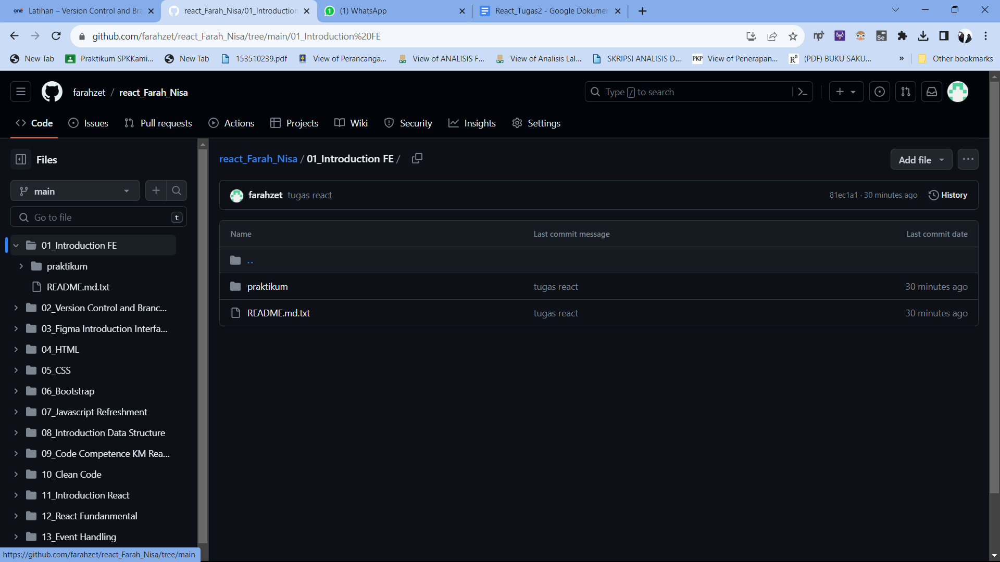 one Latihan – Version Control and Bra
react_Farah_Nisa/01_Introduction
(1) WhatsApp
React_Tugas2 - Google Dokumen
github.com/farahzet/react_Farah_Nisa/tree/main/01_Introduction%20FE
New Tab
Praktikum SPKKami...
New Tab
153510239.pdf
View of Perancanga...
View of ANALISIS F...
View of Analisis Lal...
SKRIPSI ANALISIS D...
PKP View of Penerapan...
(PDF) BUKU SAKU...
»
Other bookmarks
farahzet / react_Farah_Nisa
Type / to search
Code
Issues
Pull requests
Actions
Projects
Wiki
Security
Insights
Settings
Files
main
Go to file
t
01_Introduction FE
praktikum
README.md.txt
02_Version Control and Branc...
03_Figma Introduction Interfa...
04_HTML
05_CSS
06_Bootstrap
07_Javascript Refreshment
08_Introduction Data Structure
09_Code Competence KM Rea...
10_Clean Code
11_Introduction React
12_React Fundanmental
13_Event Handling
https://github.com/farahzet/react_Farah_Nisa/tree/main
react_Farah_Nisa / 01_Introduction FE /
Add file
farahzet tugas react
81ec1a1 · 30 minutes ago
History
Name Last commit message Last commit date
..
praktikum tugas react 30 minutes ago
README.md.txt tugas react 30 minutes ago